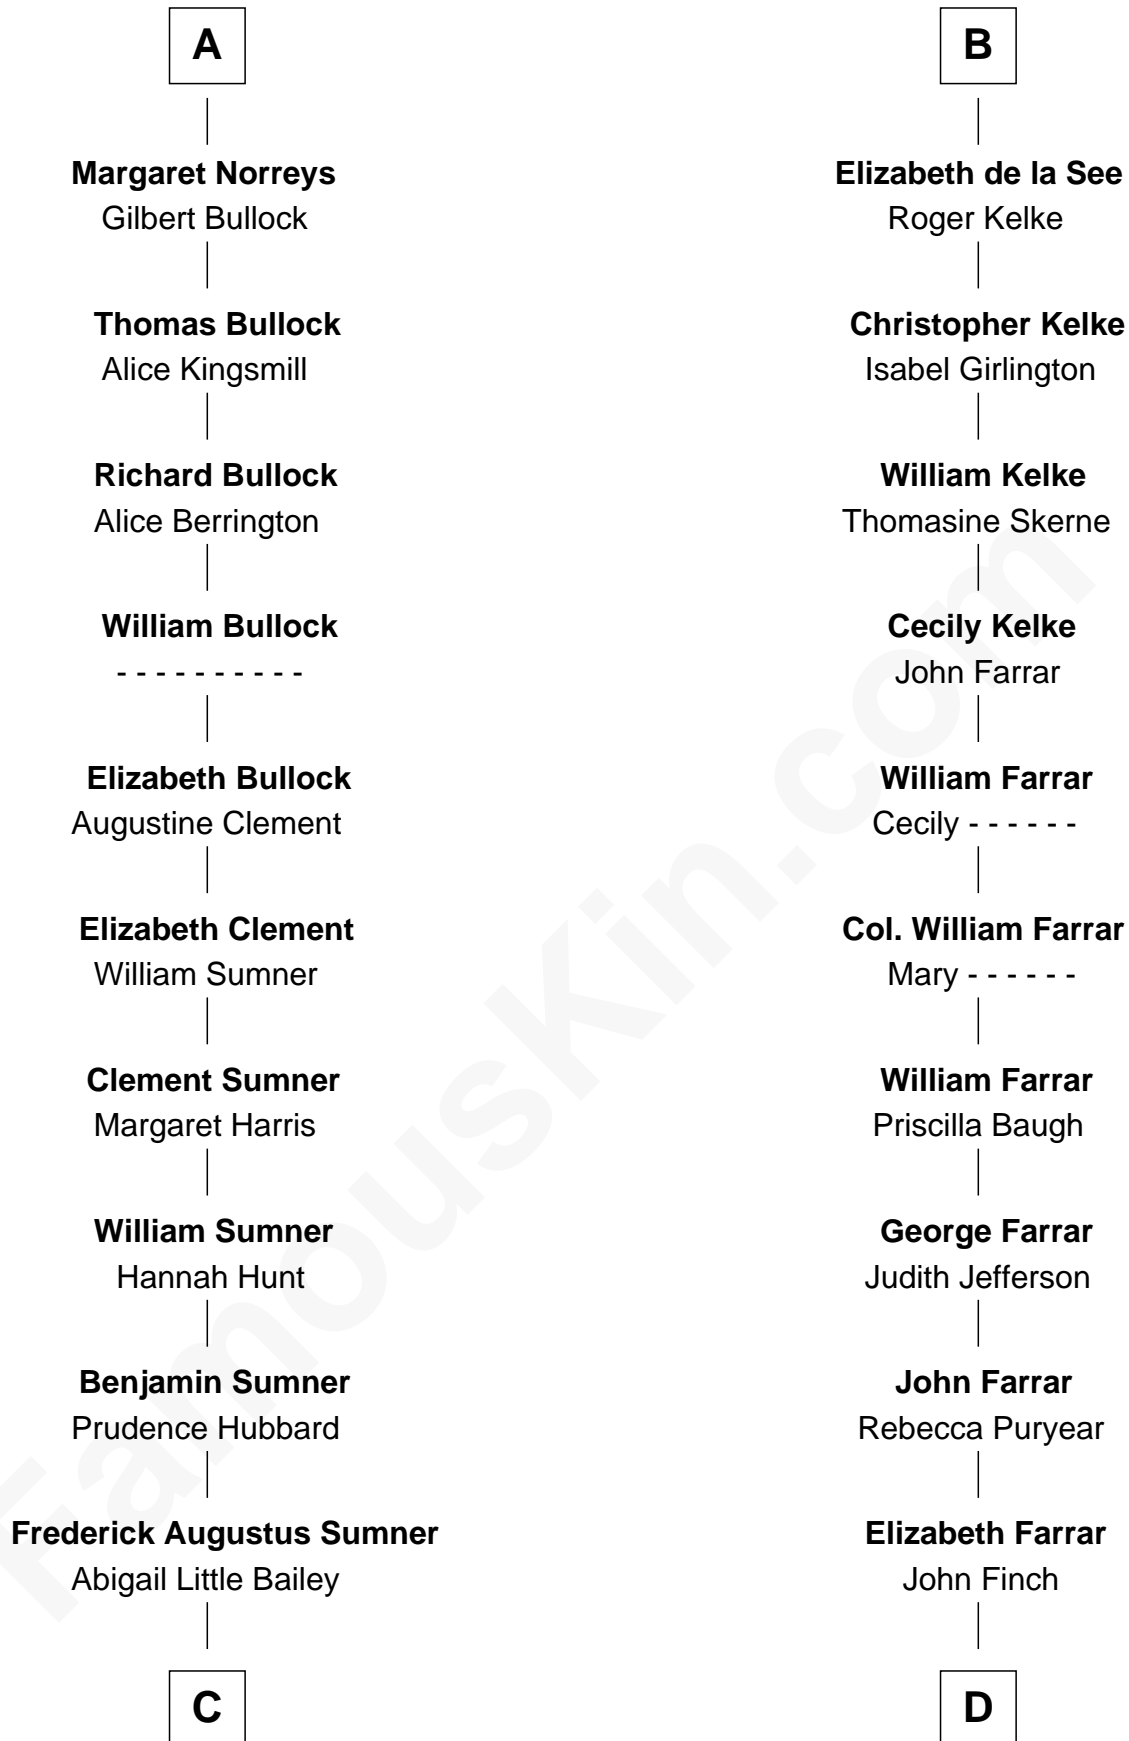 A
Margaret Norreys
Gilbert Bullock
Thomas Bullock
Alice Kingsmill
Richard Bullock
Alice Berrington
William Bullock
- - - - - - - - - -
Elizabeth Bullock
Augustine Clement
Elizabeth Clement
William Sumner
Clement Sumner
Margaret Harris
William Sumner
Hannah Hunt
Benjamin Sumner
Prudence Hubbard
Frederick Augustus Sumner
Abigail Little Bailey
C
B
Elizabeth de la See
Roger Kelke
Christopher Kelke
Isabel Girlington
William Kelke
Thomasine Skerne
Cecily Kelke
John Farrar
William Farrar
Cecily - - - - - -
Col. William Farrar
Mary - - - - - -
William Farrar
Priscilla Baugh
George Farrar
Judith Jefferson
John Farrar
Rebecca Puryear
Elizabeth Farrar
John Finch
D
FamousKin.com